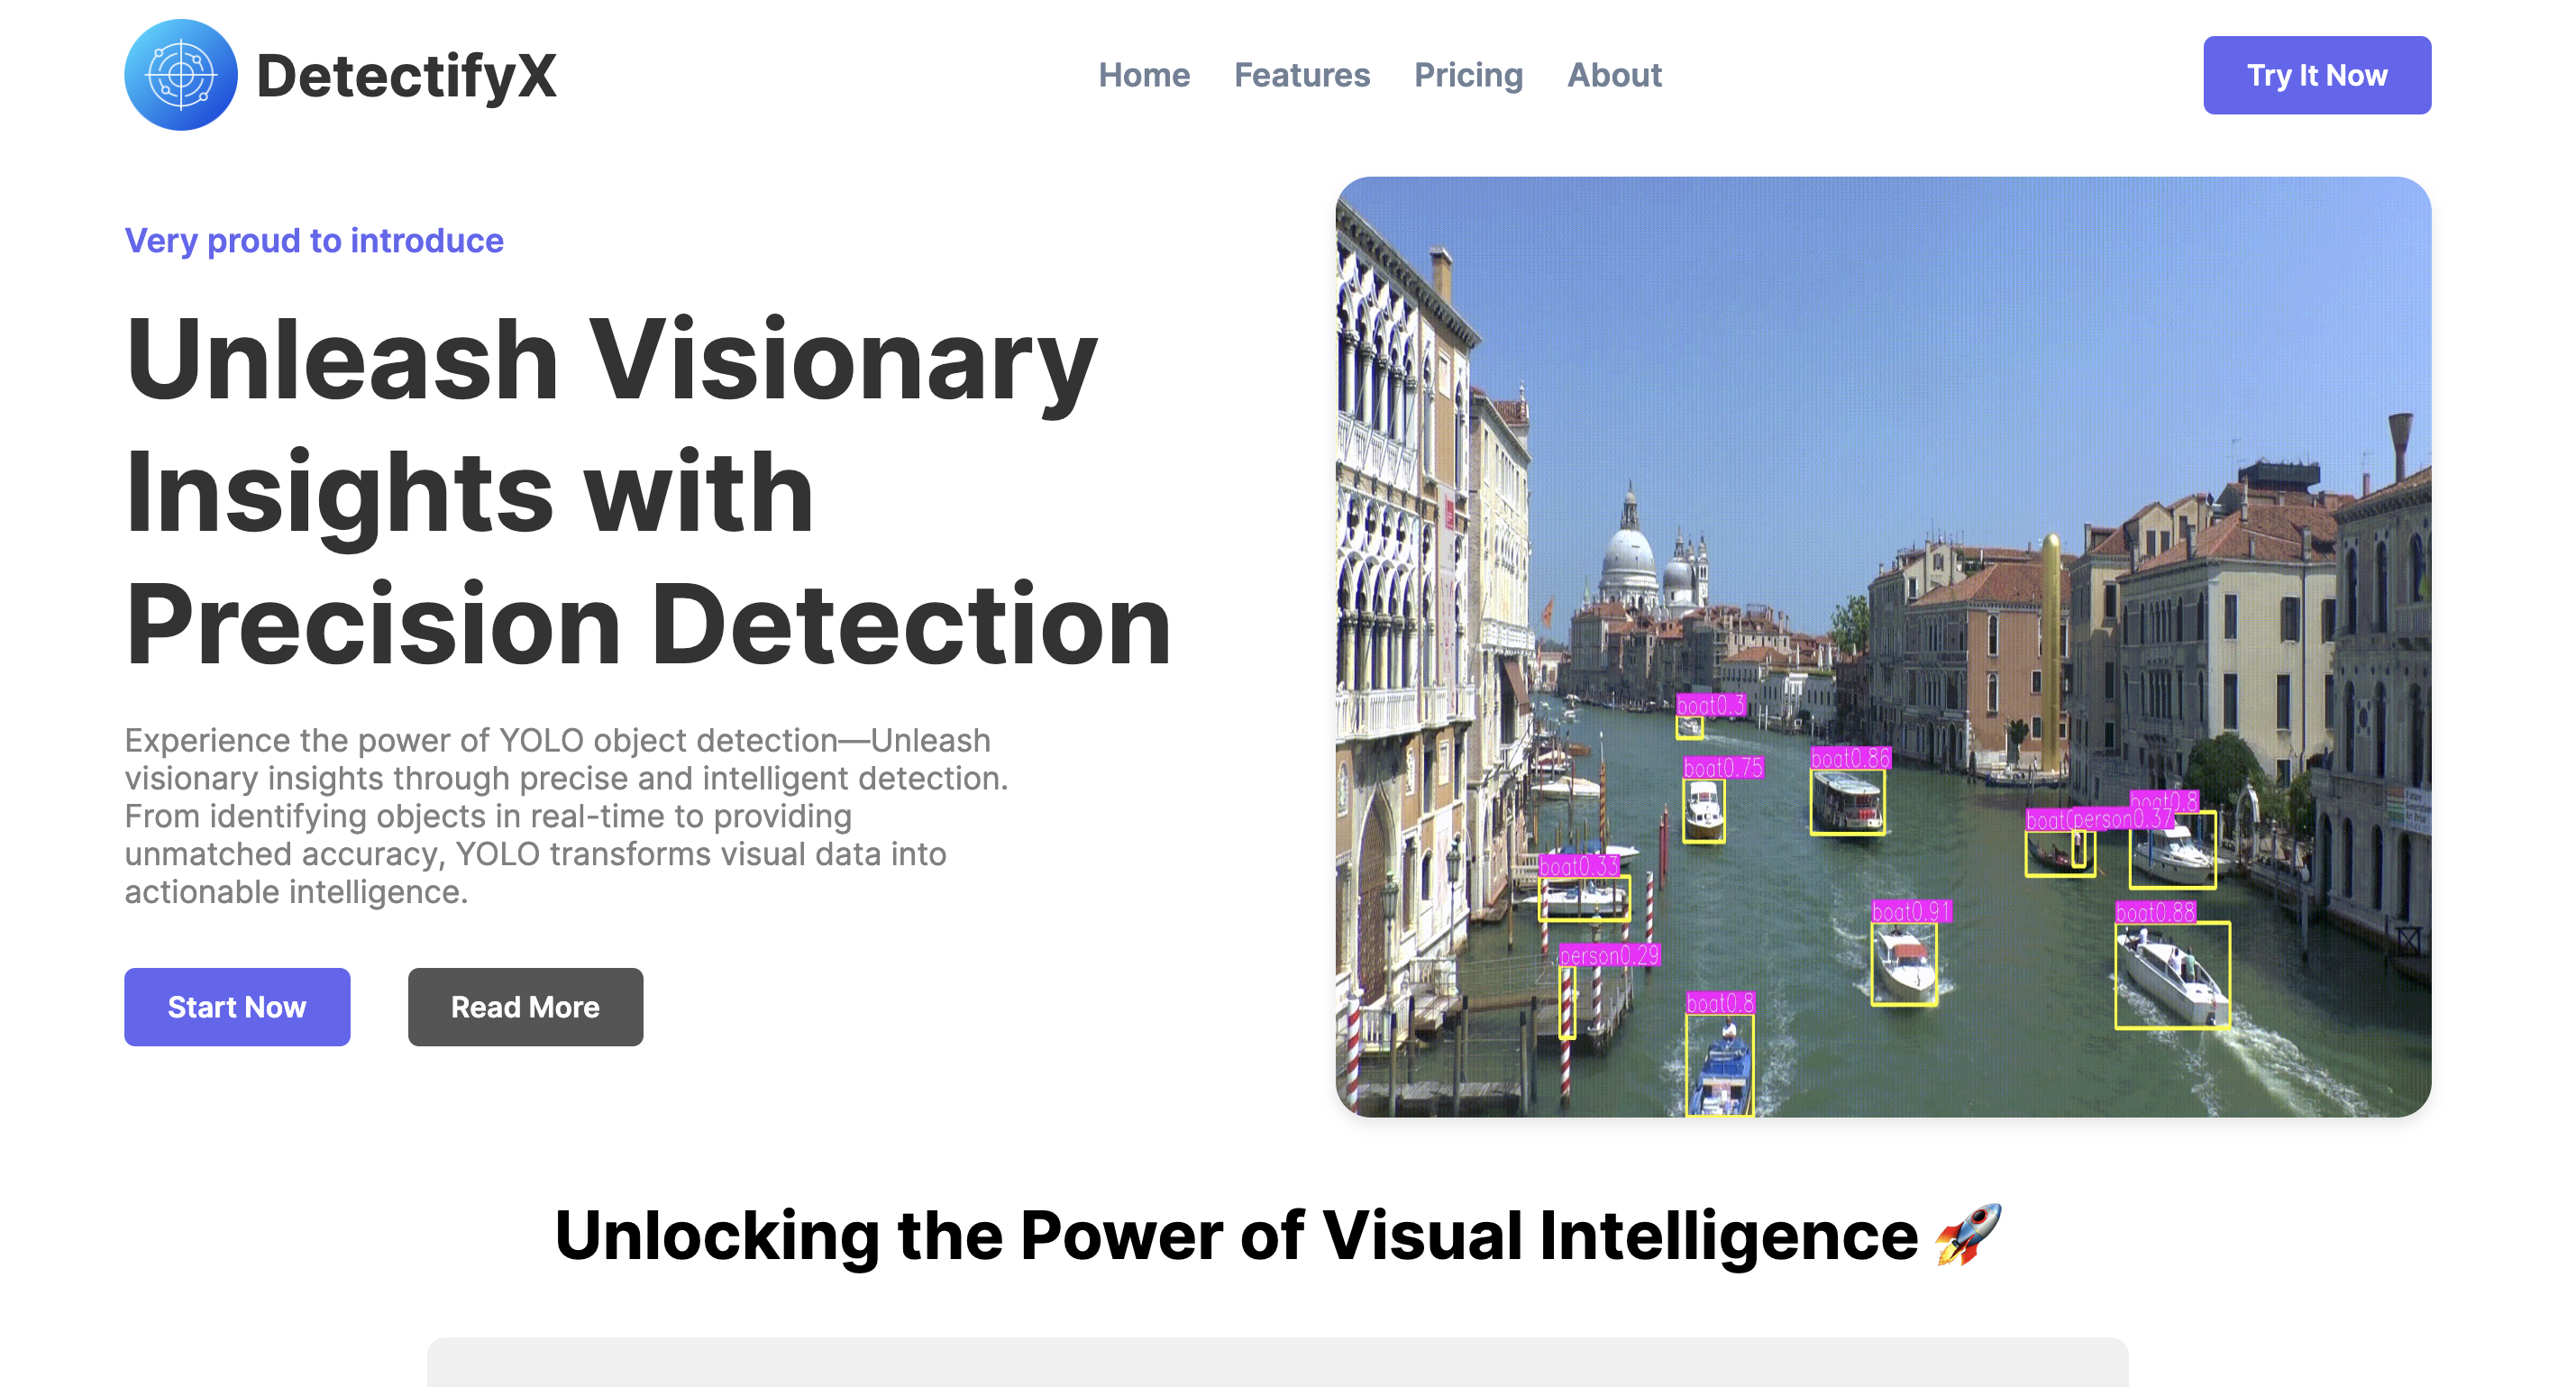 DetectifyX
Home
Features
Pricing
About
Try It Now
Very proud to introduce
Unleash Visionary
Insights with
Precision Detection
Experience the power of YOLO object detection—Unleash
visionary insights through precise and intelligent detection.
From identifying objects in real-time to providing
unmatched accuracy, YOLO transforms visual data into
actionable intelligence.
Start Now
Read More
boat0.3
boat0.75
boat0.86
boat0.8
boat
person0.37
boat0.33
boat0.91
boat0.88
person0.29
boat0.8
Unlocking the Power of Visual Intelligence 🚀